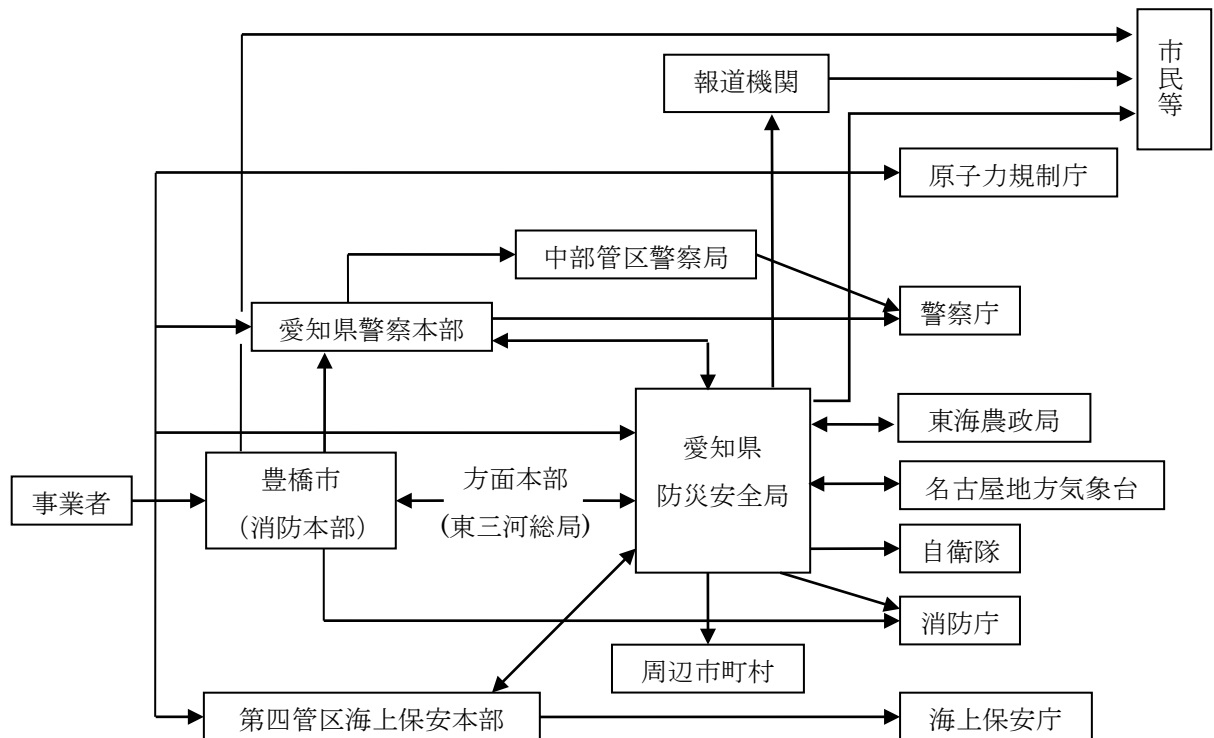 市民等
報道機関
原子力規制庁
中部管区警察局
警察庁
愛知県警察本部
愛知県
防災安全局
東海農政局
豊橋市
（消防本部）
方面本部
(東三河総局)
事業者
名古屋地方気象台
自衛隊
消防庁
周辺市町村
第四管区海上保安本部
海上保安庁